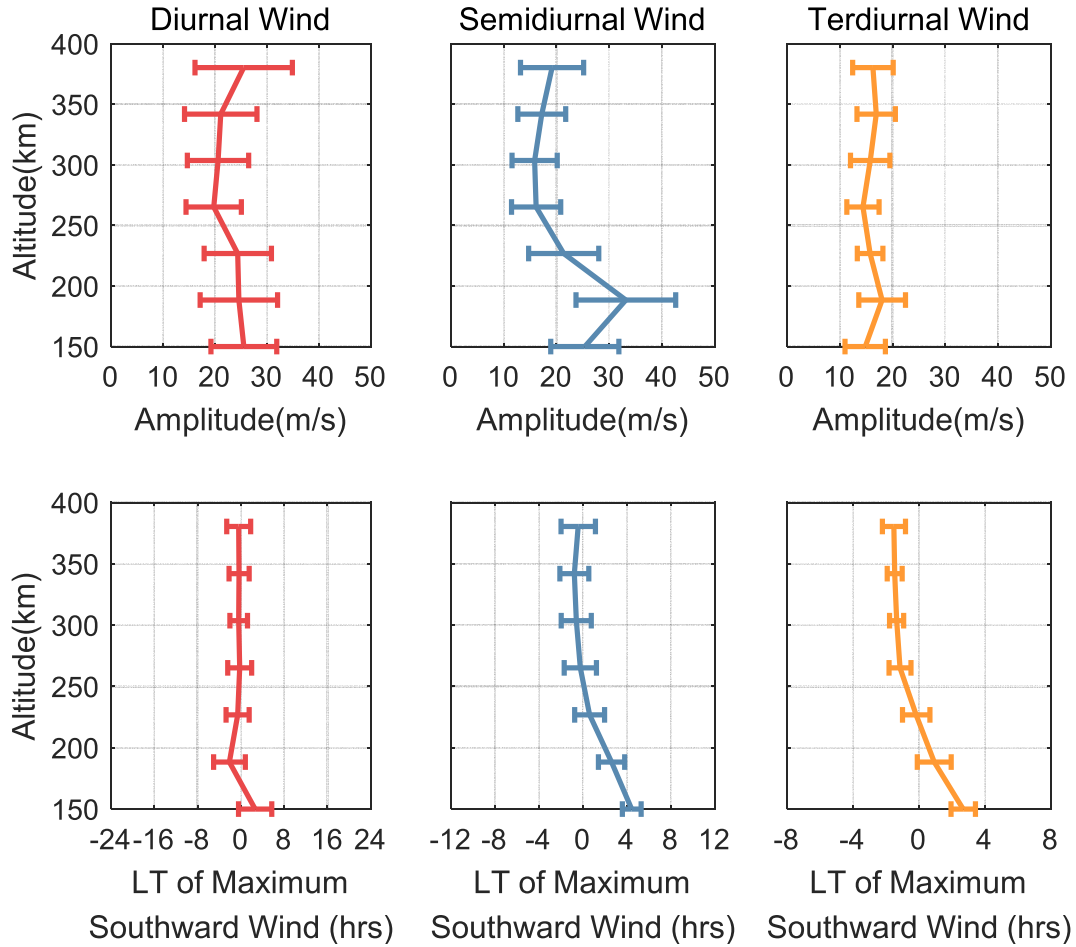 Diurnal Wind
Semidiurnal Wind
Terdiurnal Wind
400
350
300
250
200
150
Altitude(km)
0 10 20 30 40 50
0 10 20 30 40 50
0 10 20 30 40 50
Amplitude(m/s)
Amplitude(m/s)
Amplitude(m/s)
400
350
300
250
200
150
Altitude(km)
-24 -16 -8 0 8 16 24
-12 -8 -4 0 4 8 12
-8 -4 0 4 8
LT of Maximum
Southward Wind (hrs)
LT of Maximum
Southward Wind (hrs)
LT of Maximum
Southward Wind (hrs)